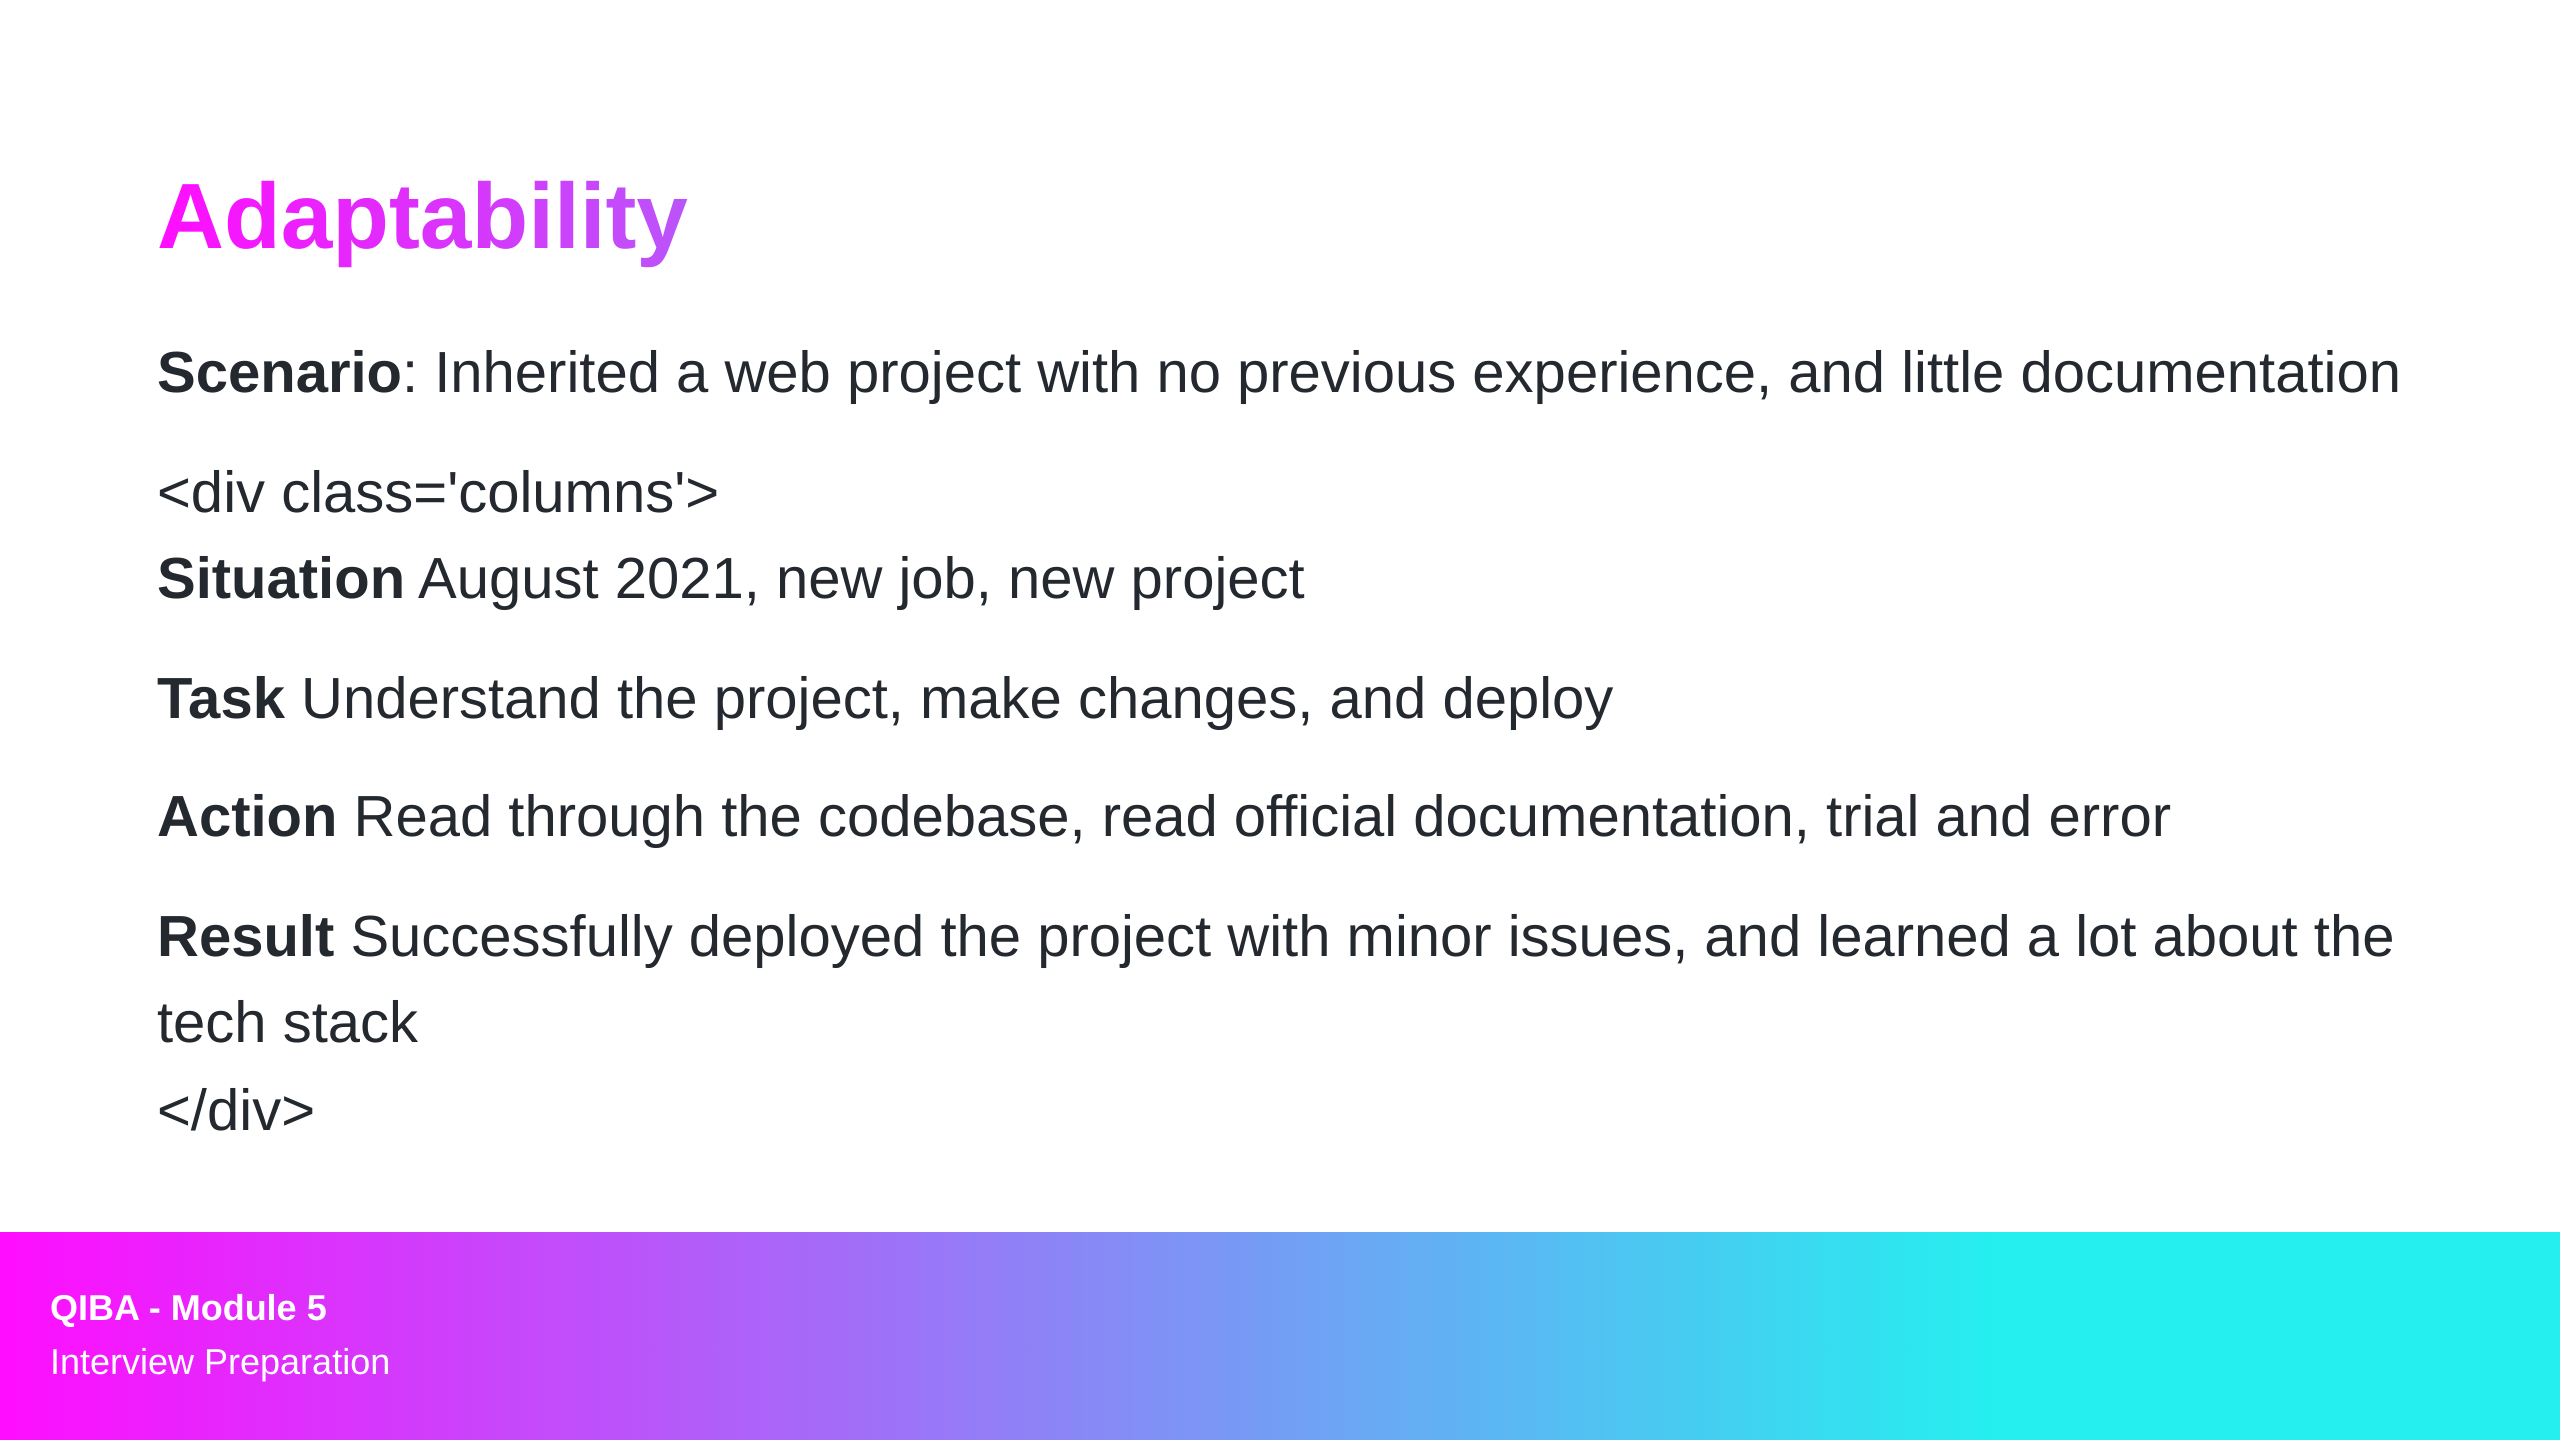 Adaptability
Scenario: Inherited a web project with no previous experience, and little documentation
<div class='columns'>
Situation August 2021, new job, new project
Task Understand the project, make changes, and deploy
Action Read through the codebase, read official documentation, trial and error
Result Successfully deployed the project with minor issues, and learned a lot about the
tech stack
</div>
QIBA - Module 5
Interview Preparation